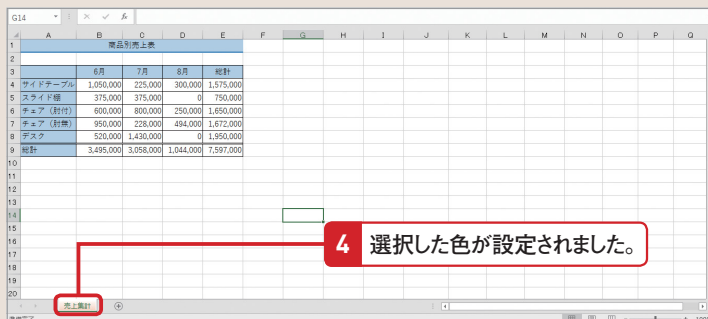 G14
A B C D E F G H I J K L M N O P Q
1 商品別売上表
2
3 6月 7月 8月 総計
4 サイドテーブル 1,050,000 225,000 300,000 1,575,000
5 スライド棚 375,000 375,000 0 750,000
6 チェア（肘付） 600,000 800,000 250,000 1,650,000
7 チェア（肘無） 950,000 228,000 494,000 1,672,000
8 デスク 520,000 1,430,000 0 1,950,000
9 総計 3,495,000 3,058,000 1,044,000 7,597,000
10
11
12
13
14
15
4 選択した色が設定されました。
16
17
18
19
20
売上集計